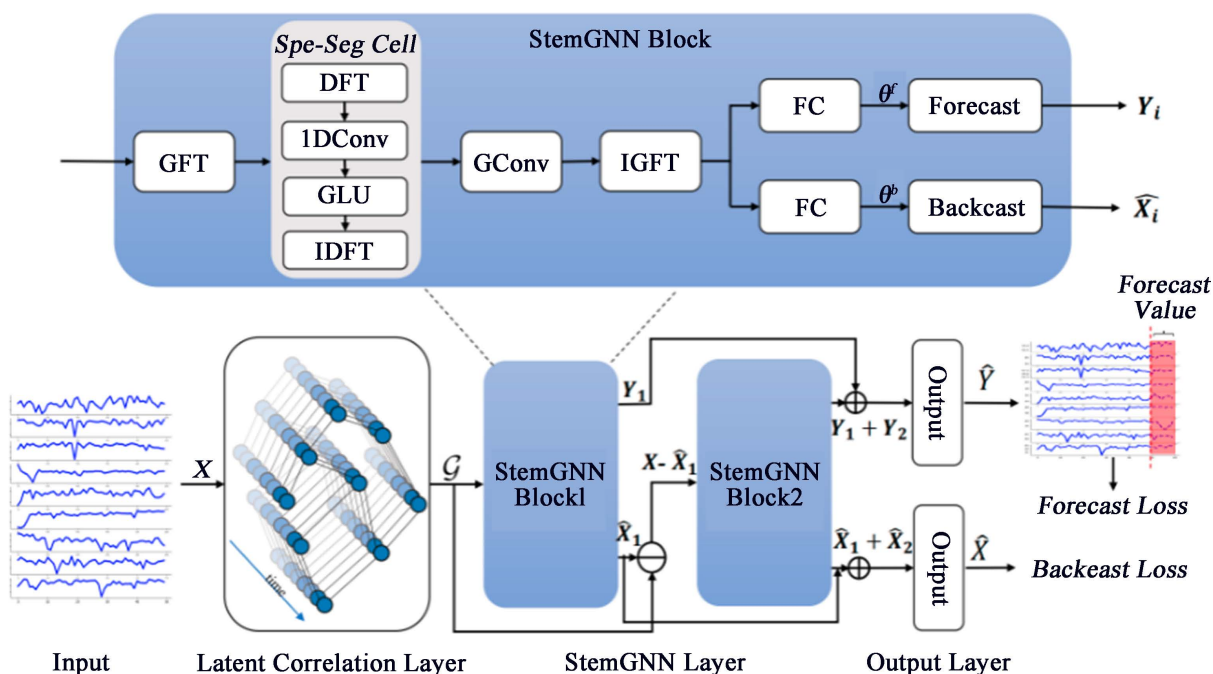 StemGNN Block
Spe-Seg Cell
DFT
1DConv
GLU
IDFT
GFT
GConv
IGFT
FC
θᶠ
Forecast
Yᵢ
FC
θᵇ
Backcast
X̂ᵢ
Forecast
Value
X
time
𝒢
StemGNN
Block1
Y₁
X̂₁
X- X̂₁
StemGNN
Block2
Y₁ + Y₂
X̂₁ + X̂₂
Output
Ŷ
Output
X̂
Forecast Loss
Backeast Loss
Input
Latent Correlation Layer
StemGNN Layer
Output Layer